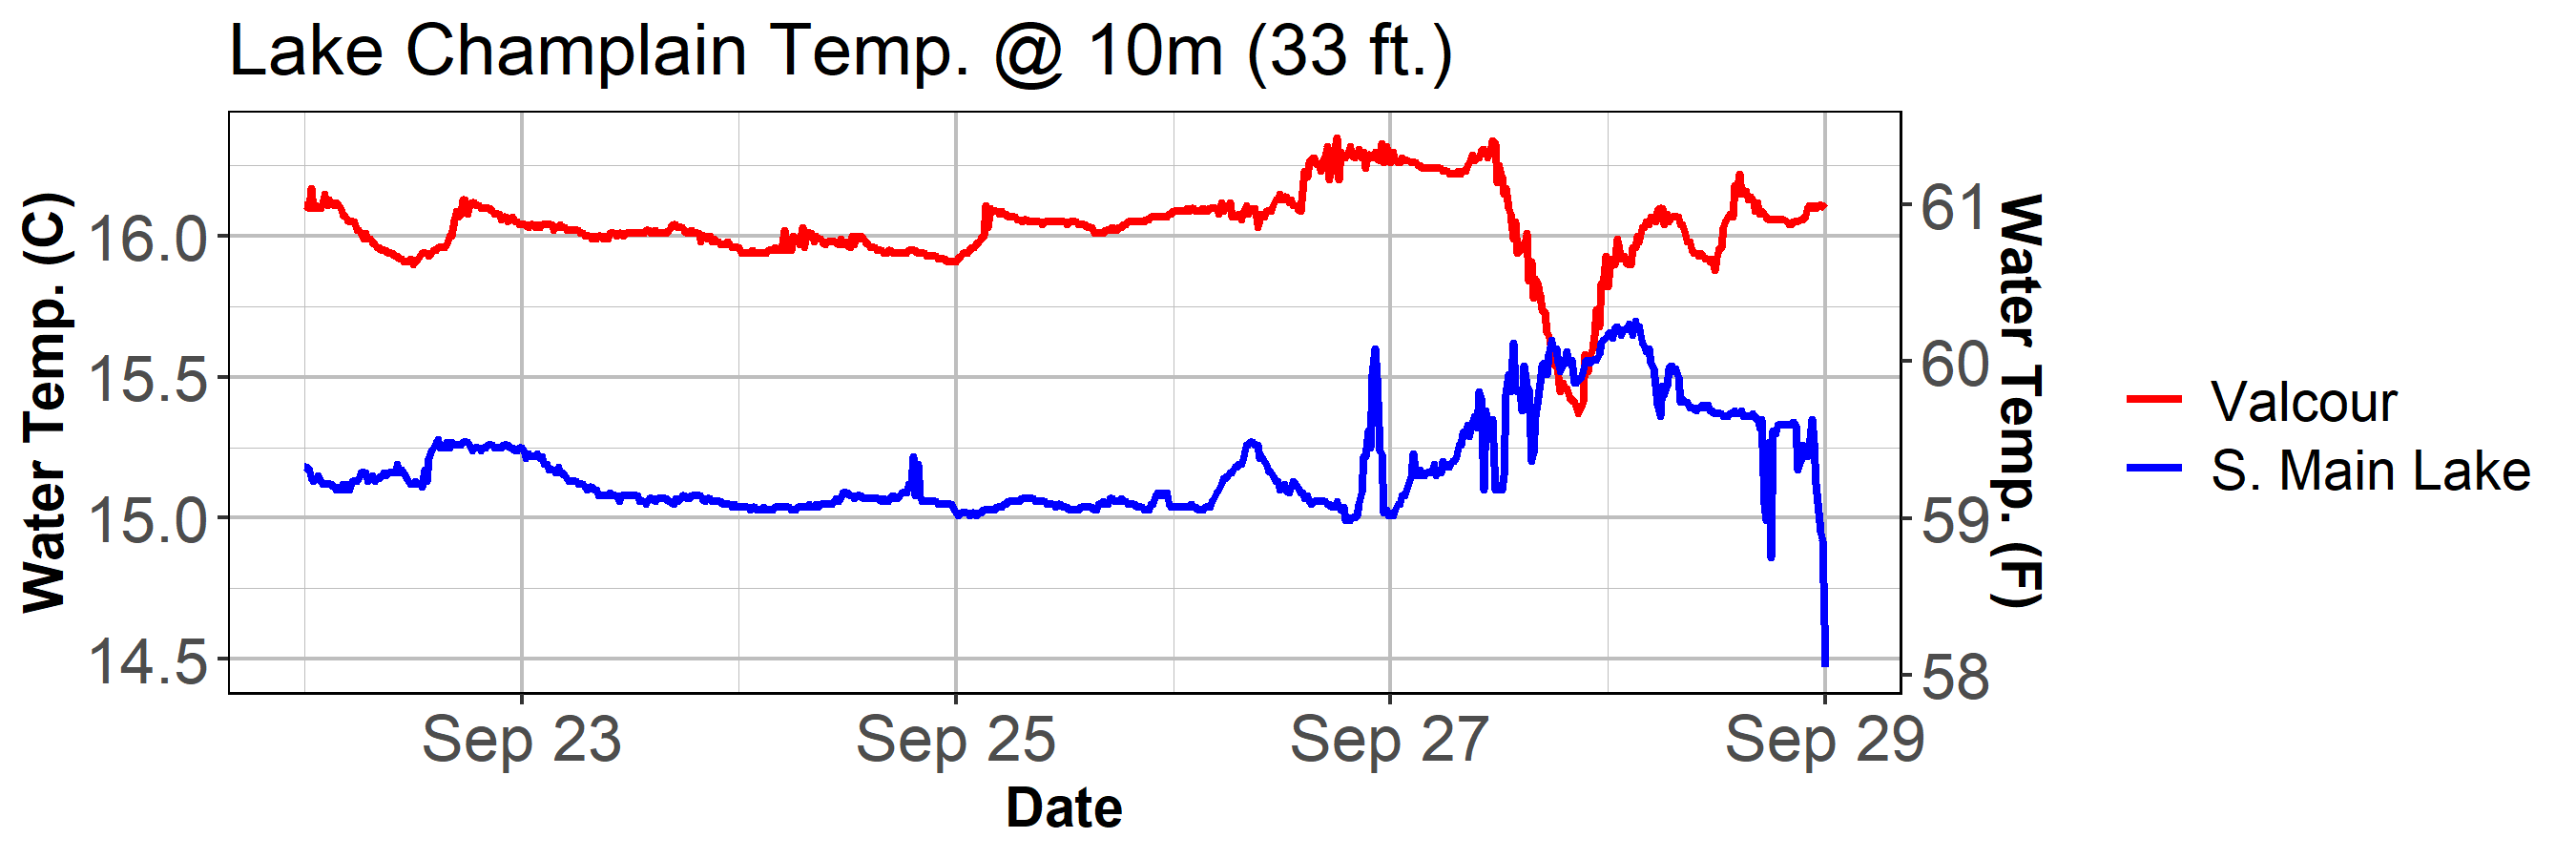 Lake Champlain Temp. @ 10m (33 ft.)
Water Temp. (C)
16.0
15.5
15.0
14.5
61
60
59
58
Water Temp. (F)
Sep 23
Sep 25
Sep 27
Sep 29
Date
Valcour
S. Main Lake